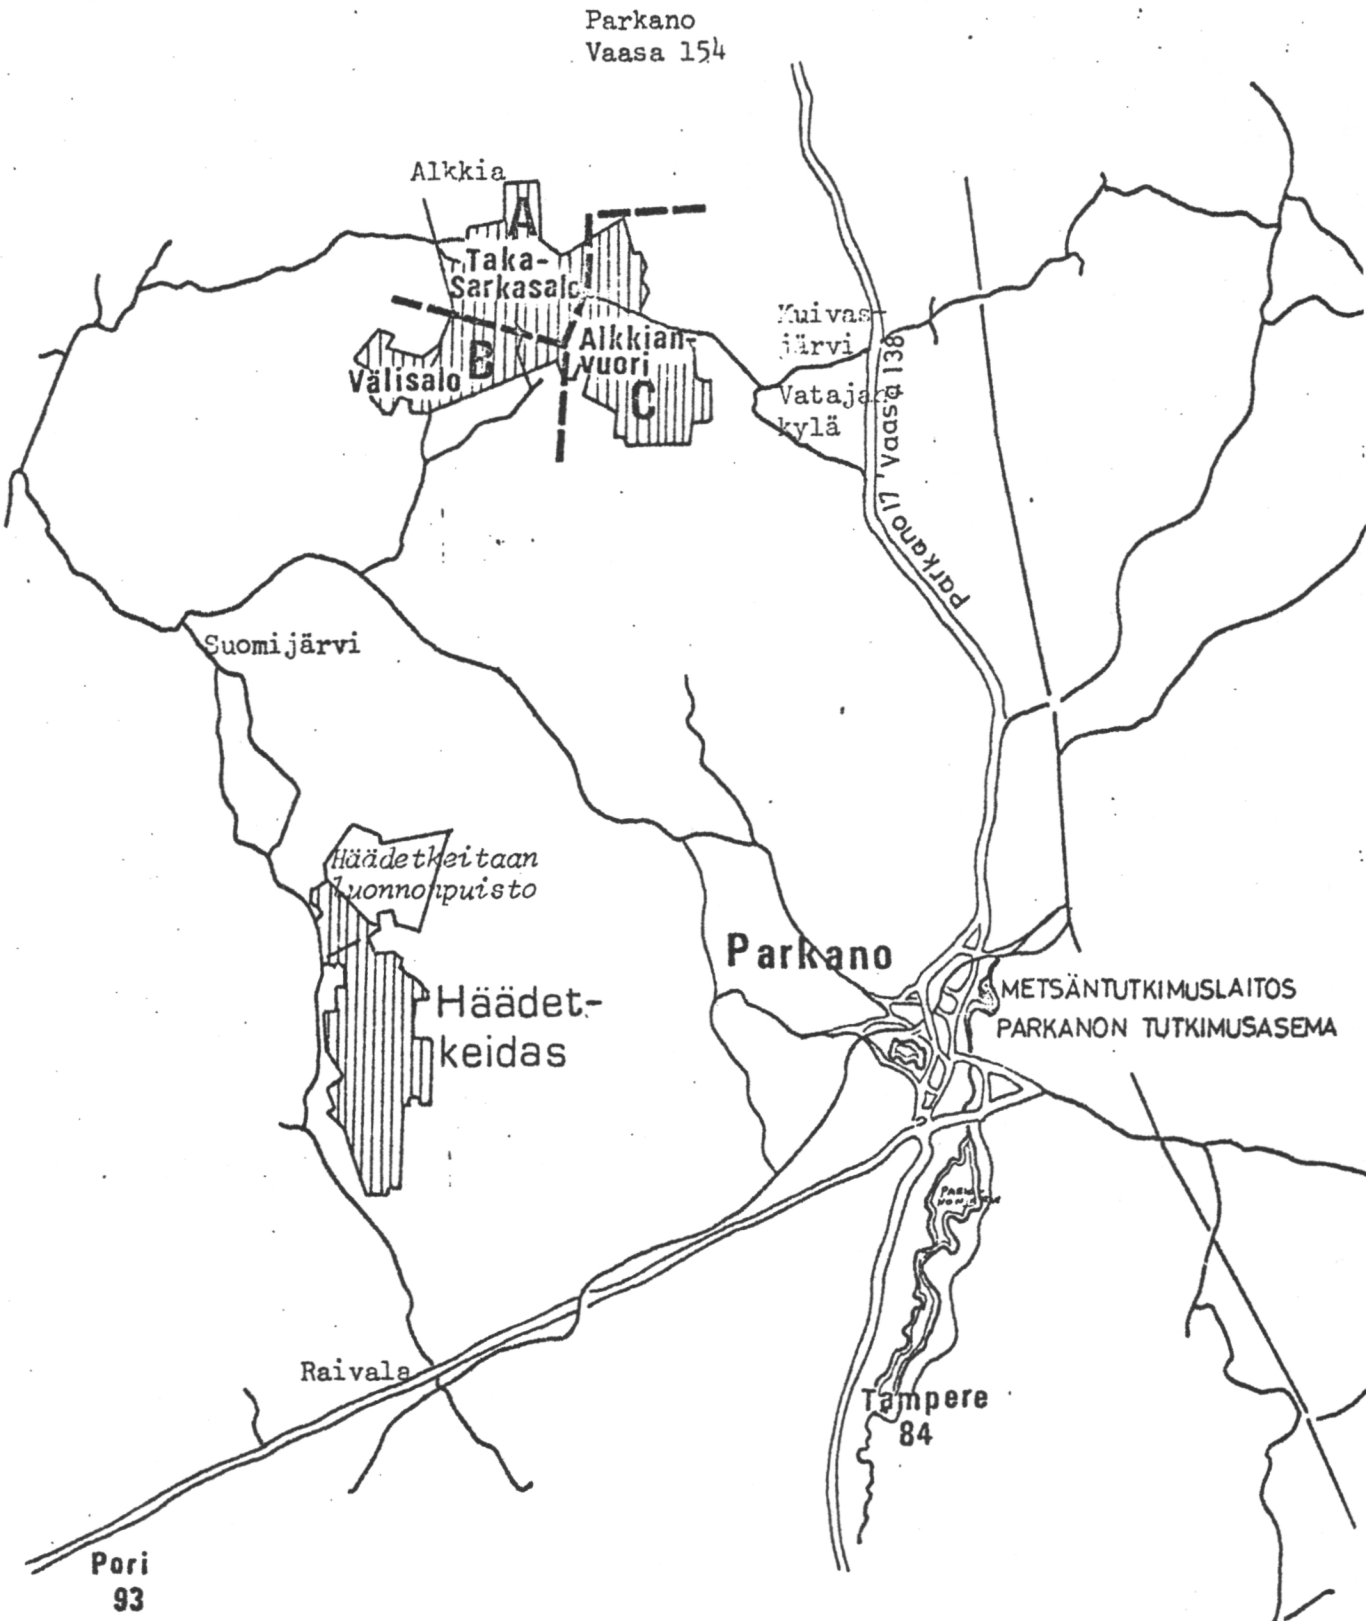 Parkano
Vaasa 154
Alkkia
A
Taka-
Sarkasalo
Kuivas-
järvi
Alkkian-
vuori
B
Välisalo
C
Vatajan
kylä
Parkano 17 Vaasa 138
Suomijärvi
Häädetkeitaan
luonnonpuisto
Parkano
METSÄNTUTKIMUSLAITOS
PARKANON TUTKIMUSASEMA
Häädet-
keidas
Raivala
Tampere
84
Pori
93